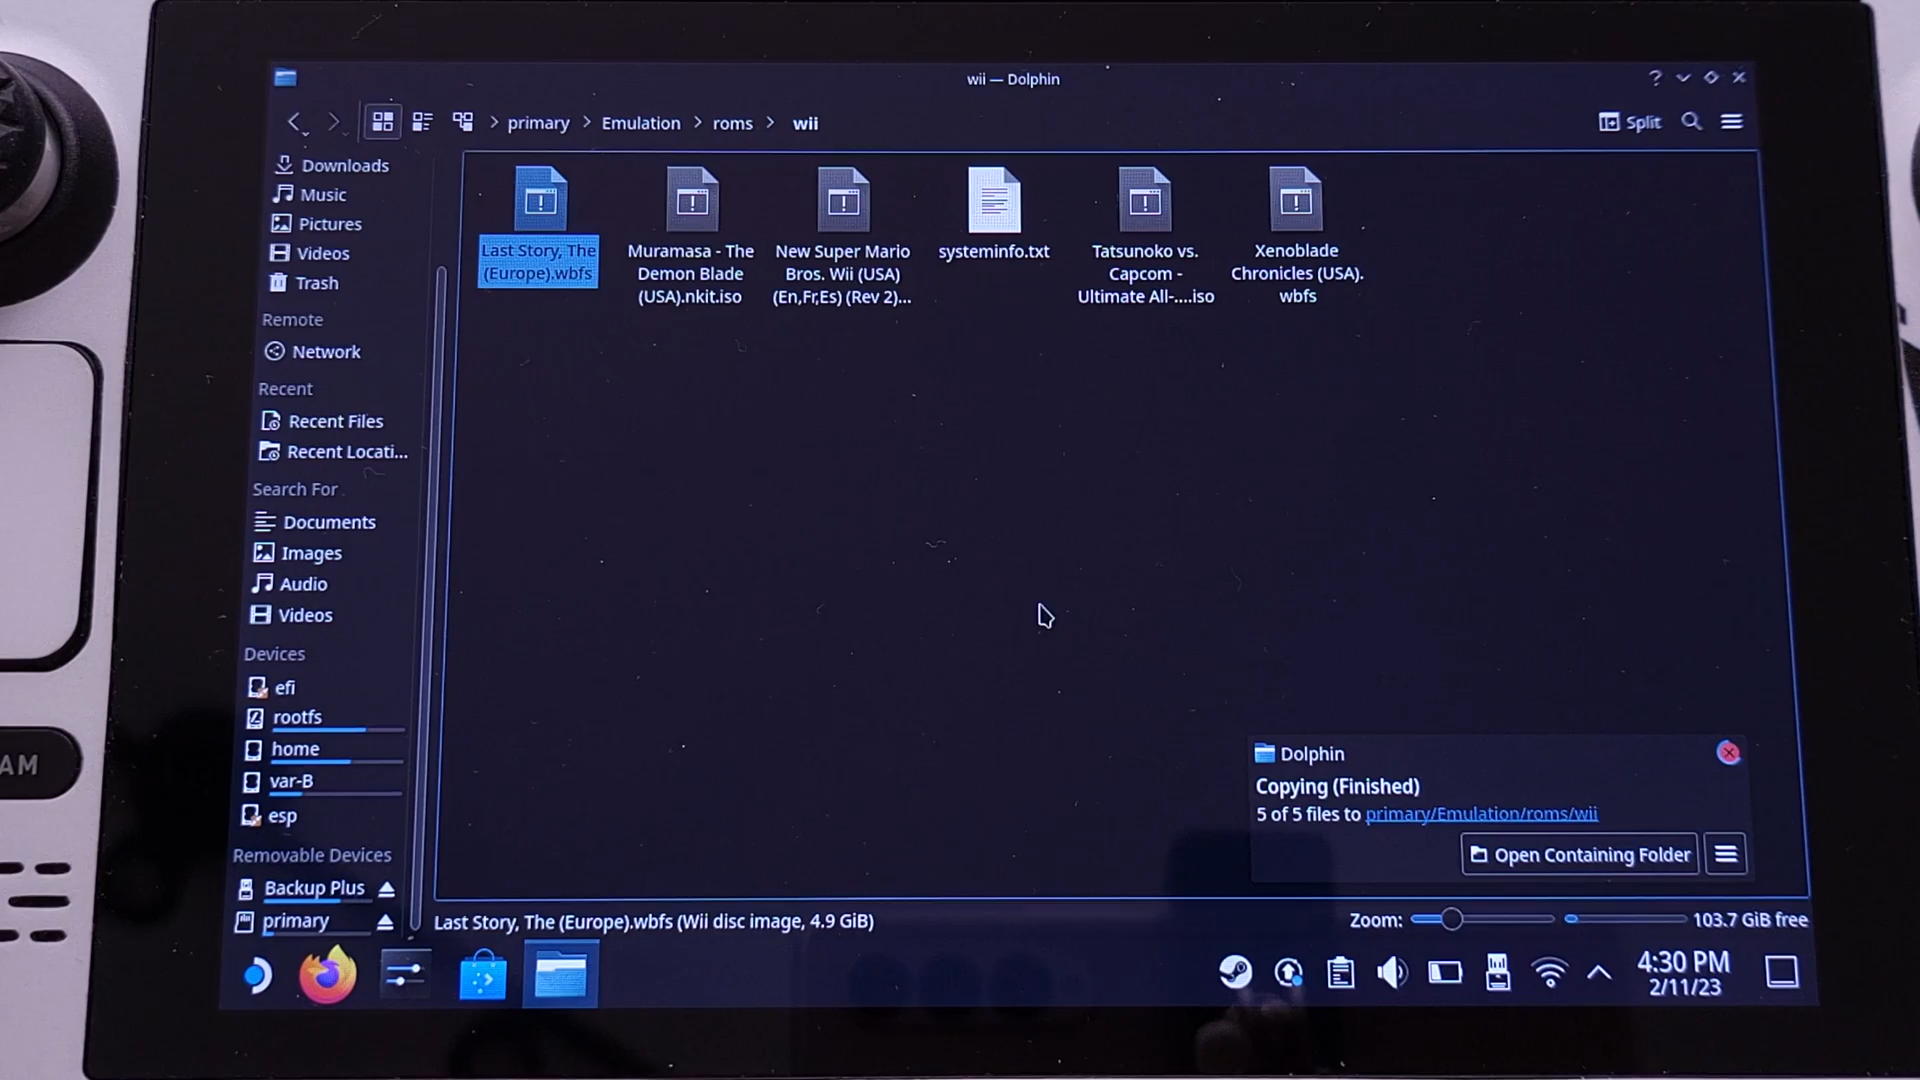 wii — Dolphin
primary > Emulation > roms > wii
Split
Downloads
Music
Pictures
Videos
Trash
Remote
Network
Recent
Recent Files
Recent Locati...
Search For
Documents
Images
Audio
Videos
Devices
efi
rootfs
home
var-B
esp
Removable Devices
Backup Plus
primary
Last Story, The
(Europe).wbfs
Muramasa - The
Demon Blade
(USA).nkit.iso
New Super Mario
Bros. Wii (USA)
(En,Fr,Es) (Rev 2)...
systeminfo.txt
Tatsunoko vs.
Capcom -
Ultimate All-....iso
Xenoblade
Chronicles (USA).
wbfs
Dolphin
Copying (Finished)
5 of 5 files to primary/Emulation/roms/wii
Open Containing Folder
Last Story, The (Europe).wbfs (Wii disc image, 4.9 GiB)
Zoom:
103.7 GiB free
4:30 PM
2/11/23
AM